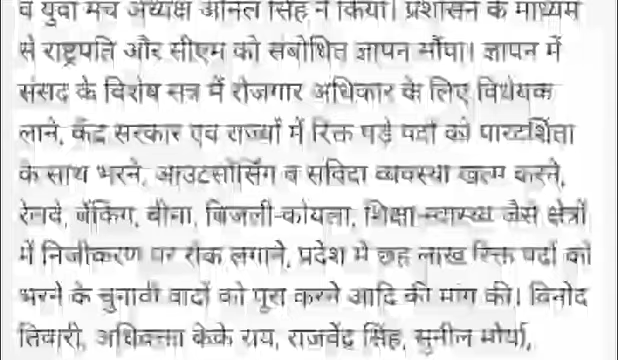 व युवा मंच अध्यक्ष अनिल सिंह ने किया। प्रशासन के माध्यम
से राष्ट्रपति और सीएम को संबोधित ज्ञापन सौंपा। ज्ञापन में
संसद के विशेष सत्र में रोजगार अधिकार के लिए विधेयक
लाने, केंद्र सरकार एवं राज्यों में रिक्त पड़े पदों को पारदर्शिता
के साथ भरने, आउटसोर्सिंग व संविदा व्यवस्था खत्म करने,
रेलवे, बैंकिंग, बीमा, बिजली-कोयला, शिक्षा-स्वास्थ्य जैसे क्षेत्रों
में निजीकरण पर रोक लगाने, प्रदेश में छह लाख रिक्त पदों को
भरने के चुनावी वादों को पूरा करने आदि की मांग की। विनोद
तिवारी, अधिवक्ता केके राय, राजवेंद्र सिंह, सुनील मौर्या,